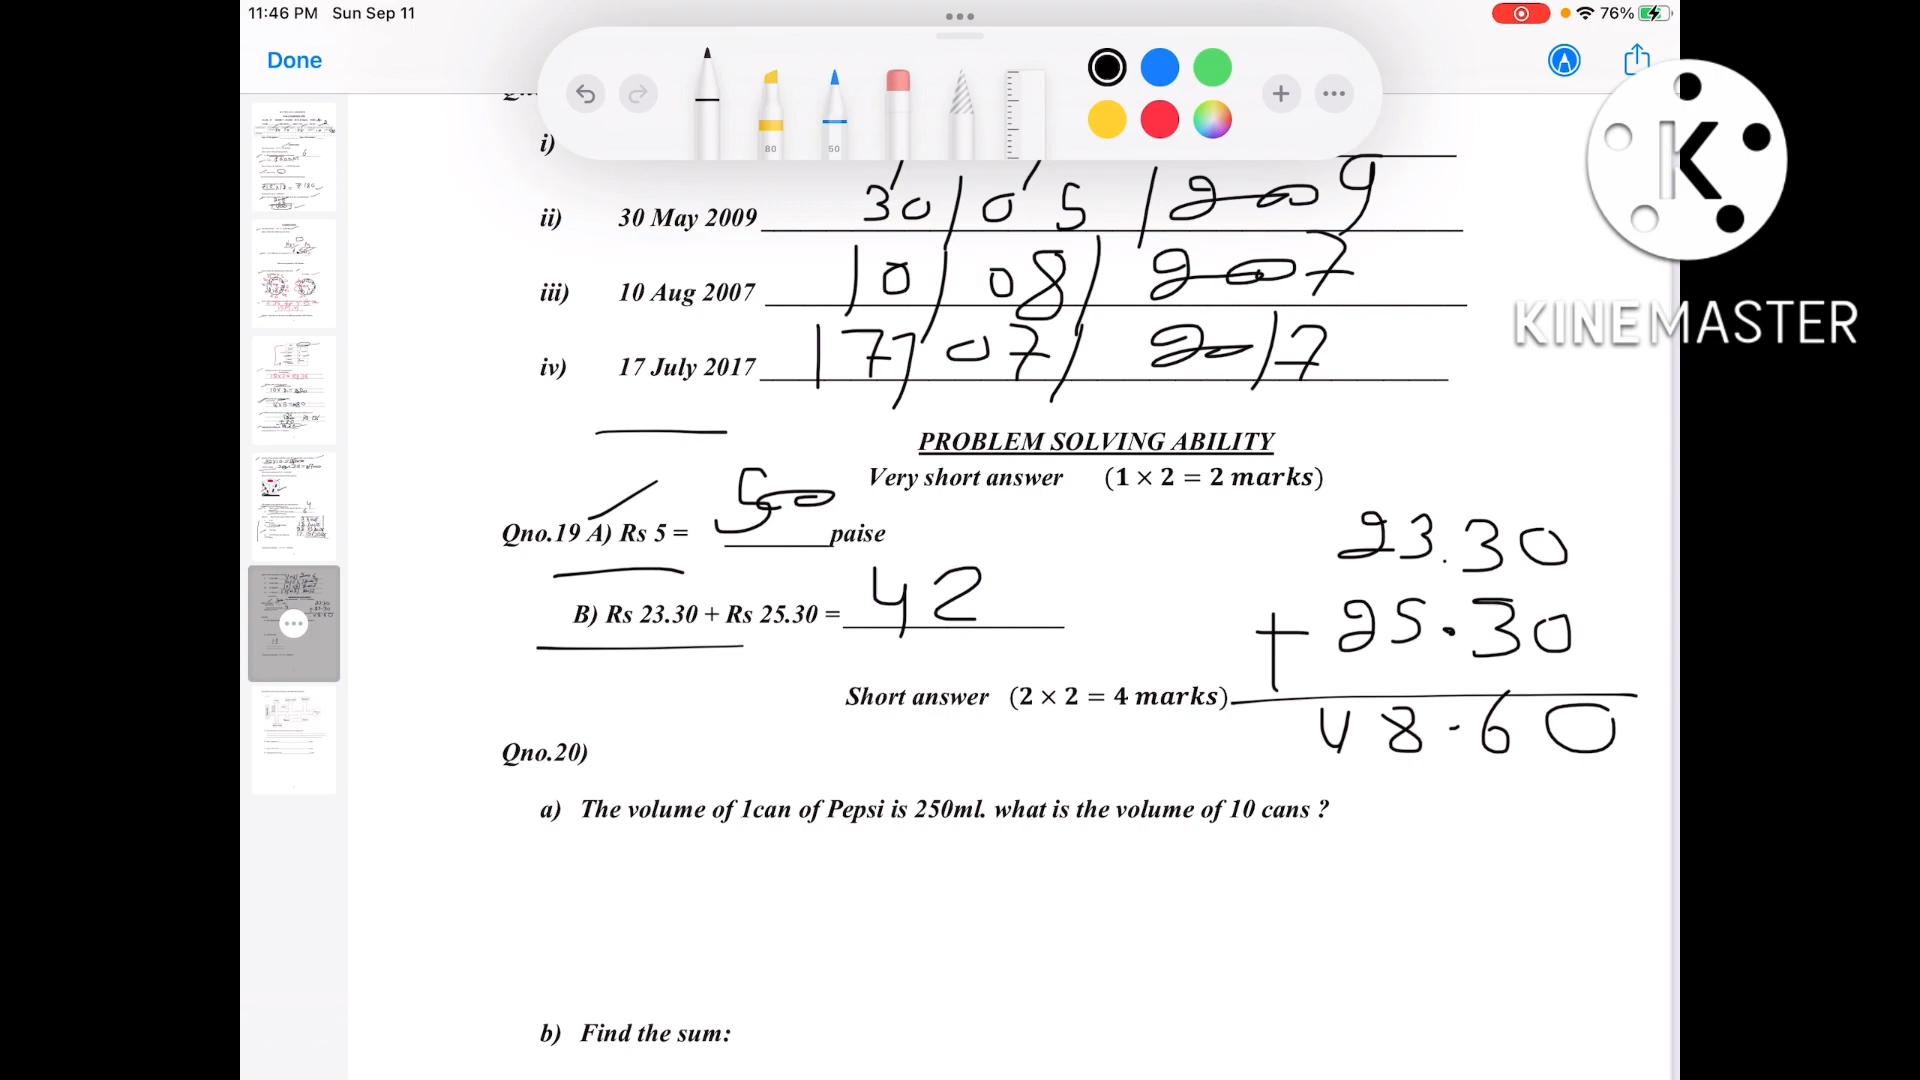 11:46 PM Sun Sep 11
76%
Done
80
50
i)
ii) 30 May 2009 30/05/2009
iii) 10 Aug 2007 10/08/2007
iv) 17 July 2017 17/07/2017
KINEMASTER
PROBLEM SOLVING ABILITY
Very short answer (1 × 2 = 2 marks)
Qno.19 A) Rs 5 = 500 paise
23.30
B) Rs 23.30 + Rs 25.30 = 42
+ 25.30
Short answer (2 × 2 = 4 marks)
48.60
Qno.20)
a) The volume of 1can of Pepsi is 250ml. what is the volume of 10 cans ?
b) Find the sum: